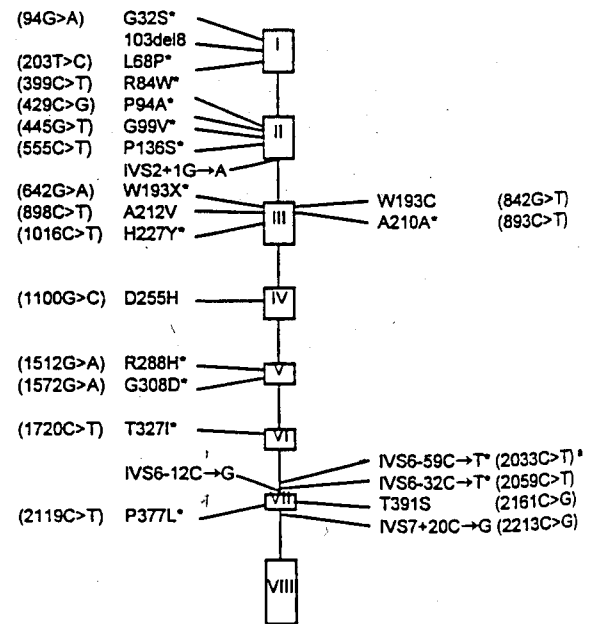 (94G>A) G32S*
103del8
(203T>C) L68P*
(399C>T) R84W*
(429C>G) P94A*
(445G>T) G99V*
(555C>T) P136S*
IVS2+1G→A
(642G>A) W193X*
(898C>T) A212V
(1016C>T) H227Y*
(1100G>C) D255H
(1512G>A) R288H*
(1572G>A) G308D*
(1720C>T) T327I*
IVS6-12C→G
(2119C>T) P377L*
I
II
III
IV
V
VI
VII
VIII
W193C (842G>T)
A210A* (893C>T)
IVS6-59C→T* (2033C>T)*
IVS6-32C→T* (2059C>T)
T391S (2161C>G)
IVS7+20C→G (2213C>G)